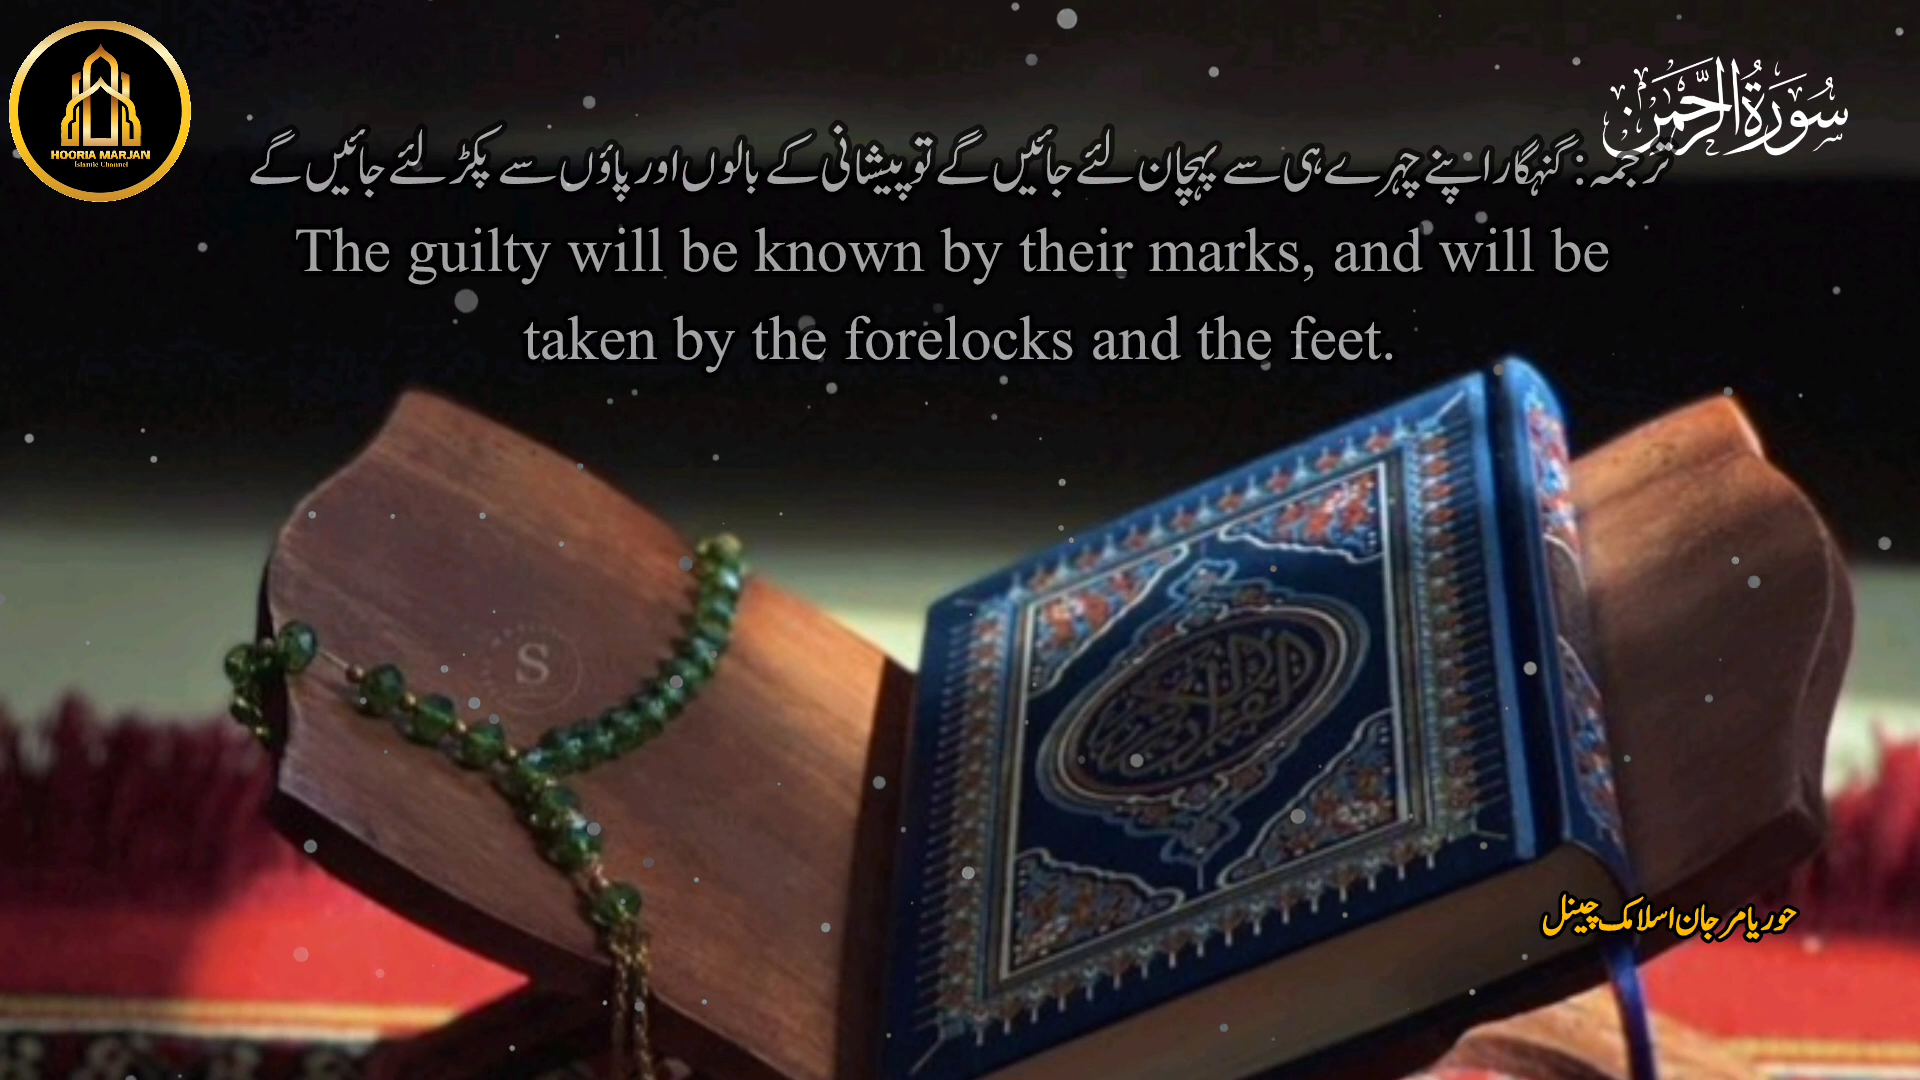 HOORIA MARJAN
Islamic Channel
سُورَةُ الرَّحْمٰن
ترجمہ: گنہگار اپنے چہرے ہی سے پہچان لئے جائیں گے تو پیشانی کے بالوں اور پاؤں سے پکڑ لئے جائیں گے
The guilty will be known by their marks, and will be
taken by the forelocks and the feet.
S
القرآن الكريم
حوریا مرجان اسلامک چینل